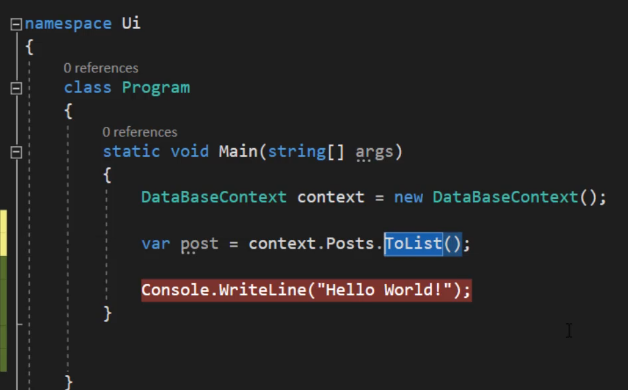 namespace Ui
{
0 references
class Program
{
0 references
static void Main(string[] args)
{
DataBaseContext context = new DataBaseContext();
var post = context.Posts.ToList();
Console.WriteLine("Hello World!");
}
}